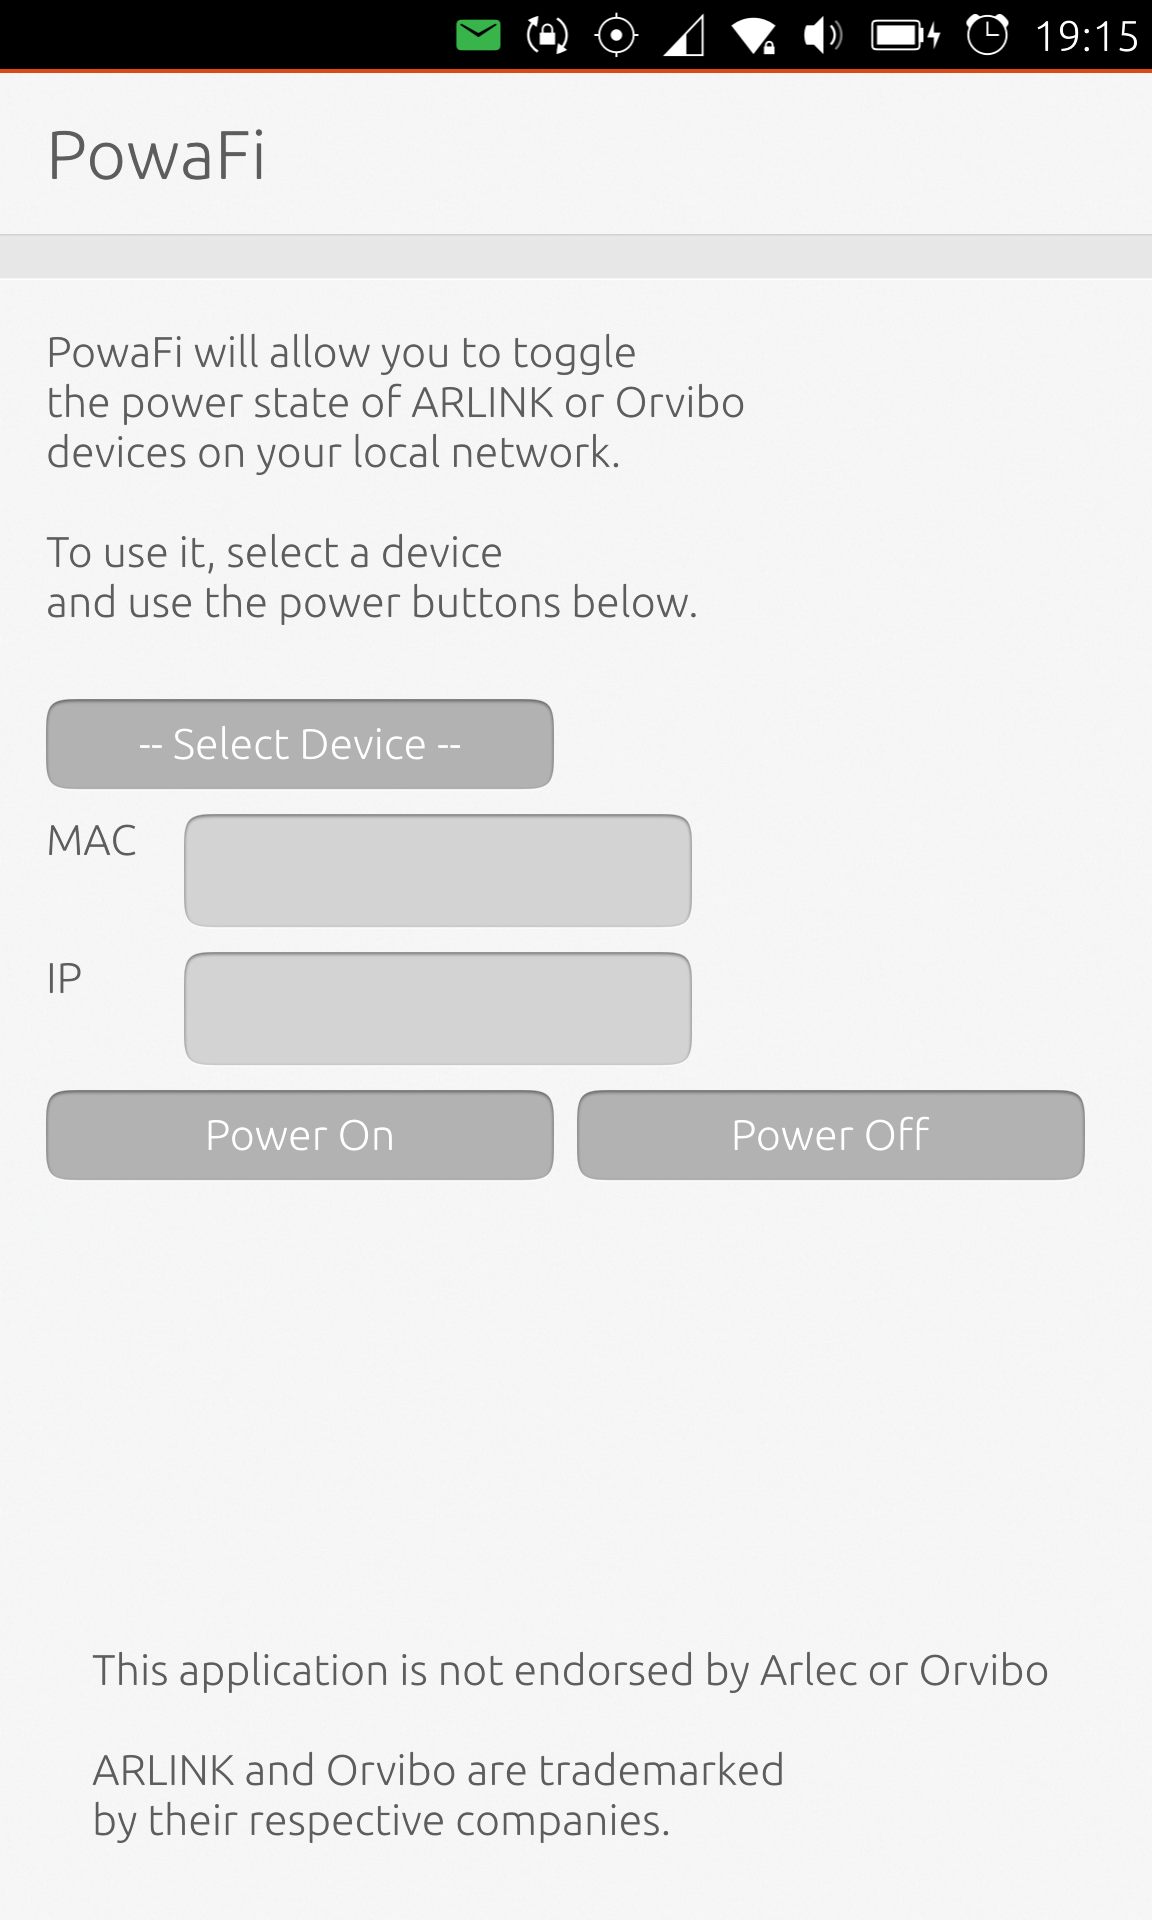 19:15
PowaFi
PowaFi will allow you to toggle
the power state of ARLINK or Orvibo
devices on your local network.
To use it, select a device
and use the power buttons below.
-- Select Device --
MAC
IP
Power On
Power Off
This application is not endorsed by Arlec or Orvibo
ARLINK and Orvibo are trademarked
by their respective companies.